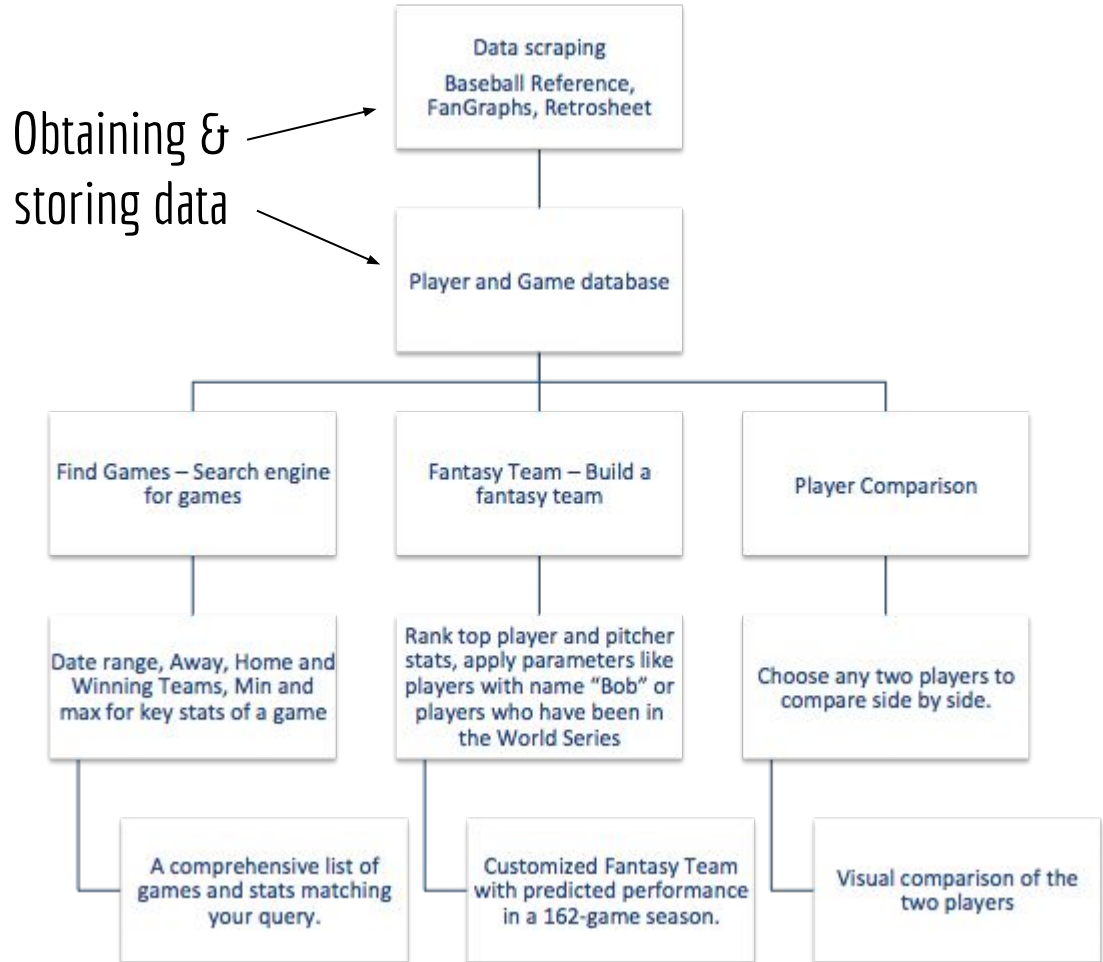 Obtaining &
storing data
Data scraping
Baseball Reference,
FanGraphs, Retrosheet
Player and Game database
Find Games – Search engine
for games
Fantasy Team – Build a
fantasy team
Player Comparison
Date range, Away, Home and
Winning Teams, Min and
max for key stats of a game
Rank top player and pitcher
stats, apply parameters like
players with name “Bob” or
players who have been in
the World Series
Choose any two players to
compare side by side.
A comprehensive list of
games and stats matching
your query.
Customized Fantasy Team
with predicted performance
in a 162-game season.
Visual comparison of the
two players